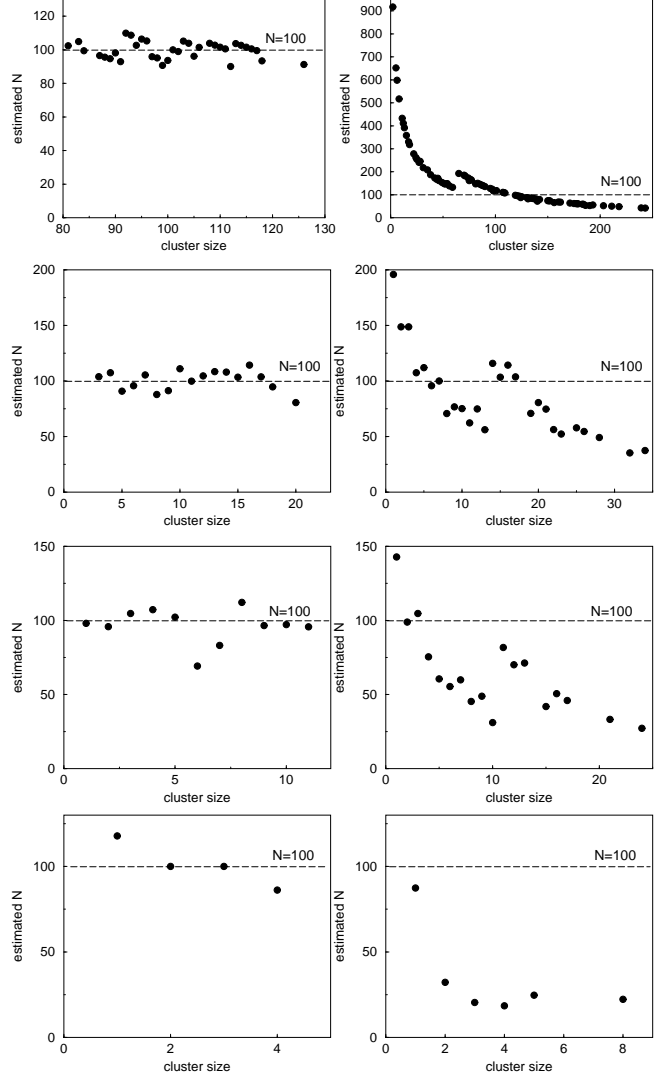 120
100
80
60
40
20
0
estimated N
N=100
80 90 100 110 120 130
cluster size
900
800
700
600
500
400
300
200
100
0
estimated N
N=100
0 100 200
cluster size
200
150
100
50
0
estimated N
N=100
0 5 10 15 20
cluster size
200
150
100
50
0
estimated N
N=100
0 10 20 30
cluster size
150
100
50
0
estimated N
N=100
0 5 10
cluster size
150
100
50
0
estimated N
N=100
0 10 20
cluster size
100
50
0
estimated N
N=100
0 2 4
cluster size
100
50
0
estimated N
N=100
0 2 4 6 8
cluster size